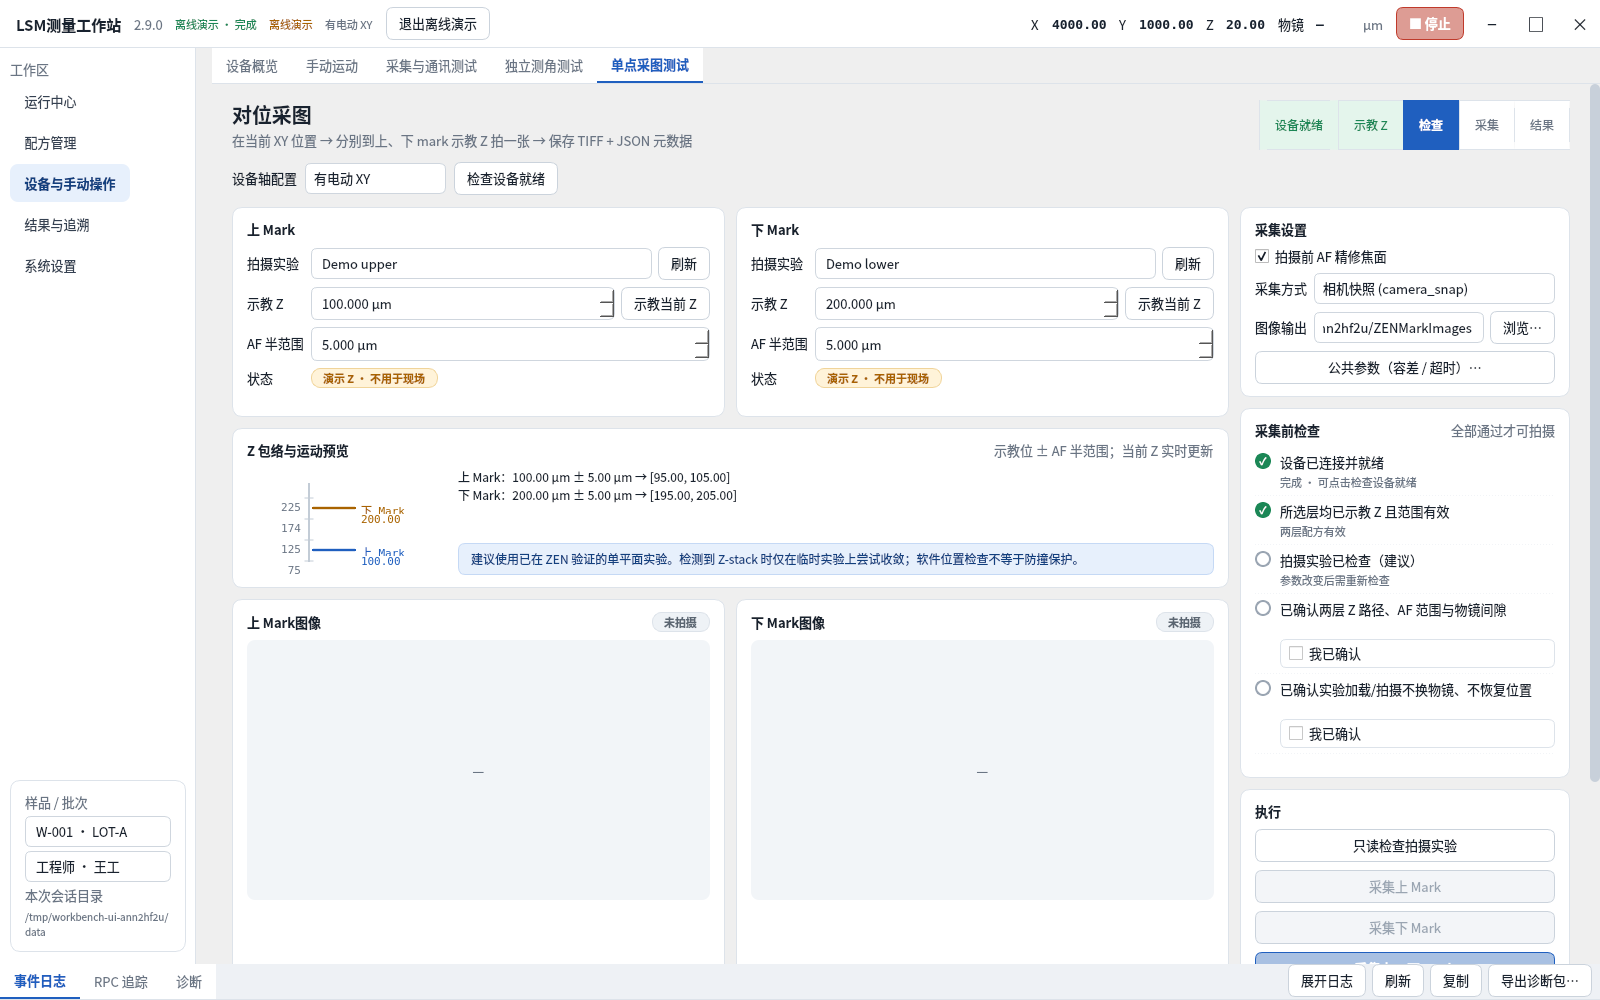 LSM测量工作站 2.9.0 离线演示 · 完成 离线演示 有电动 XY 退出离线演示 X 4000.00 Y 1000.00 Z 20.00 物镜 — μm 停止
工作区
运行中心
配方管理
设备与手动操作
结果与追溯
系统设置
样品 / 批次
W-001 · LOT-A
工程师 · 王工
本次会话目录
/tmp/workbench-ui-ann2hf2u/
data
设备概览 手动运动 采集与通讯测试 独立测角测试 单点采图测试
对位采图
在当前 XY 位置 → 分别到上、下 mark 示教 Z 拍一张 → 保存 TIFF + JSON 元数据
设备就绪 示教 Z 检查 采集 结果
设备轴配置 有电动 XY 检查设备就绪
上 Mark
拍摄实验 Demo upper 刷新
示教 Z 100.000 μm 示教当前 Z
AF 半范围 5.000 μm
状态 演示 Z · 不用于现场
下 Mark
拍摄实验 Demo lower 刷新
示教 Z 200.000 μm 示教当前 Z
AF 半范围 5.000 μm
状态 演示 Z · 不用于现场
Z 包络与运动预览 示教位 ± AF 半范围；当前 Z 实时更新
225
174
125
75
下 Mark
200.00
上 Mark
100.00
上 Mark：100.00 μm ± 5.00 μm → [95.00, 105.00]
下 Mark：200.00 μm ± 5.00 μm → [195.00, 205.00]
建议使用已在 ZEN 验证的单平面实验。检测到 Z-stack 时仅在临时实验上尝试收敛；软件位置检查不等于防撞保护。
上 Mark图像 未拍摄
—
下 Mark图像 未拍摄
—
采集设置
拍摄前 AF 精修焦面
采集方式 相机快照 (camera_snap)
图像输出 nn2hf2u/ZENMarkImages 浏览…
公共参数（容差 / 超时）…
采集前检查 全部通过才可拍摄
设备已连接并就绪
完成 · 可点击检查设备就绪
所选层均已示教 Z 且范围有效
两层配方有效
拍摄实验已检查（建议）
参数改变后需重新检查
已确认两层 Z 路径、AF 范围与物镜间隙
我已确认
已确认实验加载/拍摄不换物镜、不恢复位置
我已确认
执行
只读检查拍摄实验
采集上 Mark
采集下 Mark
事件日志 RPC 追踪 诊断 展开日志 刷新 复制 导出诊断包…